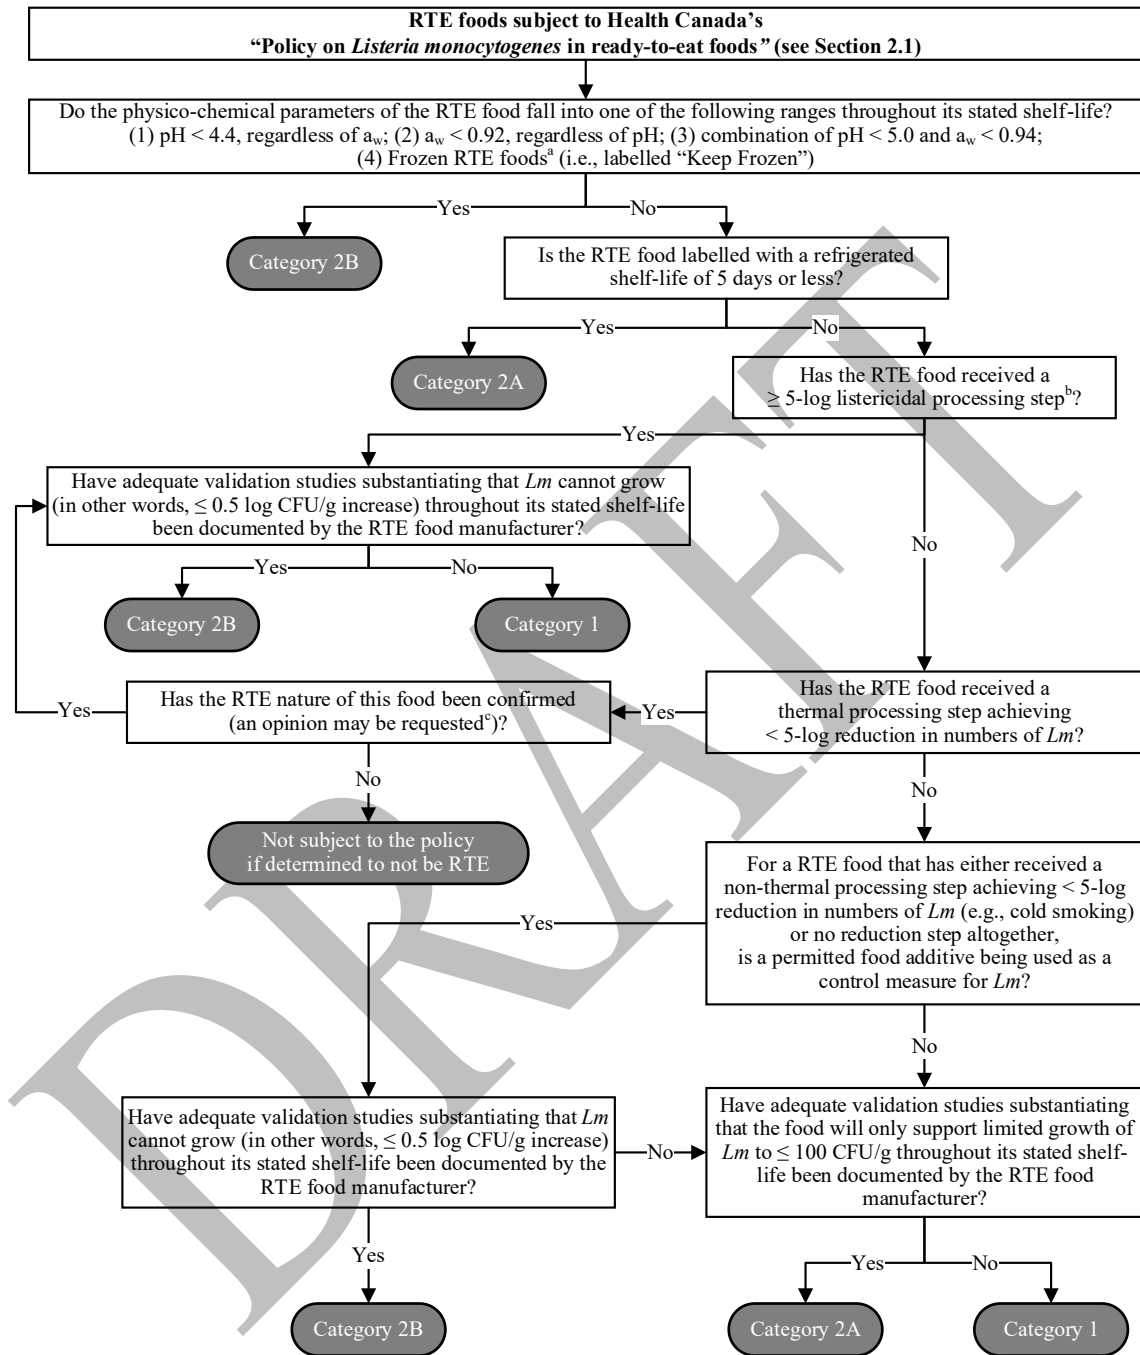 RTE foods subject to Health Canada's
“Policy on Listeria monocytogenes in ready-to-eat foods” (see Section 2.1)
Do the physico-chemical parameters of the RTE food fall into one of the following ranges throughout its stated shelf-life?
(1) pH < 4.4, regardless of aw; (2) aw < 0.92, regardless of pH; (3) combination of pH < 5.0 and aw < 0.94;
(4) Frozen RTE foodsa (i.e., labelled “Keep Frozen”)
Yes
No
Category 2B
Is the RTE food labelled with a refrigerated
shelf-life of 5 days or less?
Yes
No
Category 2A
Has the RTE food received a
≥ 5-log listericidal processing stepb?
Yes
No
Have adequate validation studies substantiating that Lm cannot grow
(in other words, ≤ 0.5 log CFU/g increase) throughout its stated shelf-life
been documented by the RTE food manufacturer?
Yes
No
Category 2B
Category 1
Has the RTE food received a
thermal processing step achieving
< 5-log reduction in numbers of Lm?
Yes
No
Has the RTE nature of this food been confirmed
(an opinion may be requestedc)?
Yes
No
Not subject to the policy
if determined to not be RTE
For a RTE food that has either received a
non-thermal processing step achieving < 5-log
reduction in numbers of Lm (e.g., cold smoking)
or no reduction step altogether,
is a permitted food additive being used as a
control measure for Lm?
Yes
No
Have adequate validation studies substantiating that Lm
cannot grow (in other words, ≤ 0.5 log CFU/g increase)
throughout its stated shelf-life been documented by the
RTE food manufacturer?
No
Yes
Category 2B
Have adequate validation studies substantiating
that the food will only support limited growth of
Lm to ≤ 100 CFU/g throughout its stated shelf-
life been documented by the RTE food
manufacturer?
Yes
No
Category 2A
Category 1
DRAFT